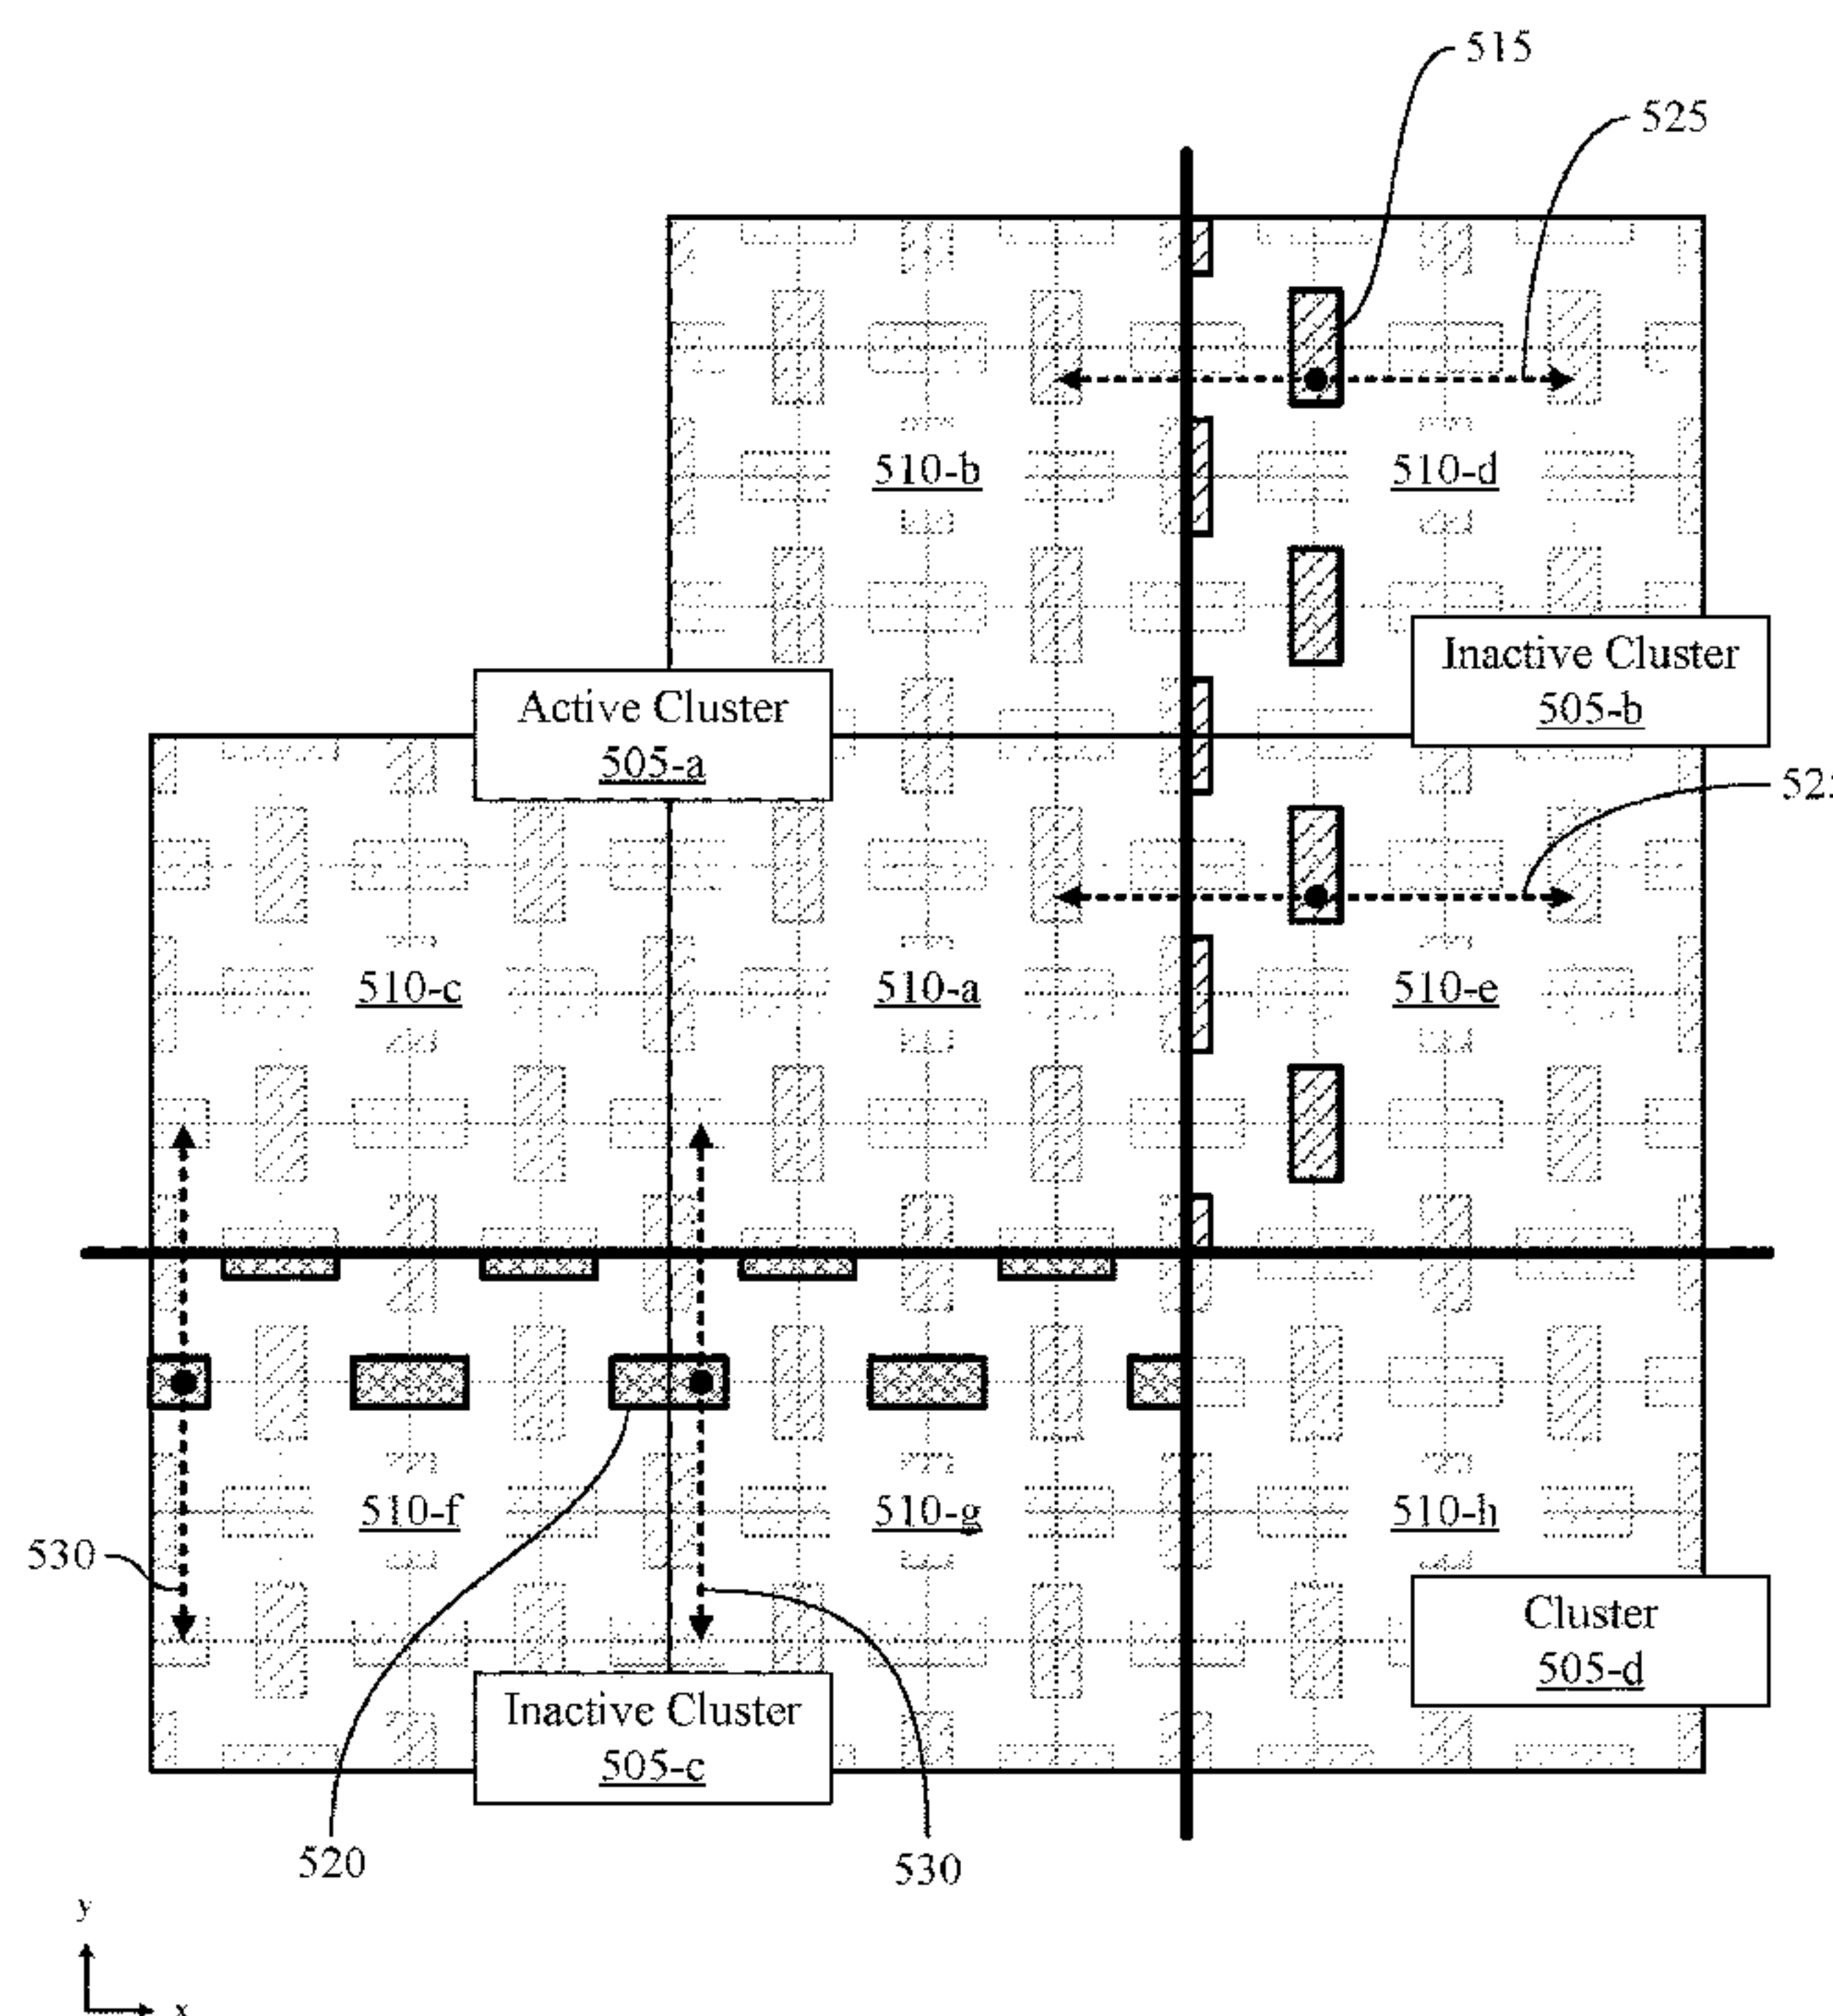 515
525
510-b
510-d
Inactive Cluster
505-b
Active Cluster
505-a
510-c
510-a
510-e
510-f
510-g
510-h
530
Cluster
505-d
Inactive Cluster
505-c
520
530
y
x